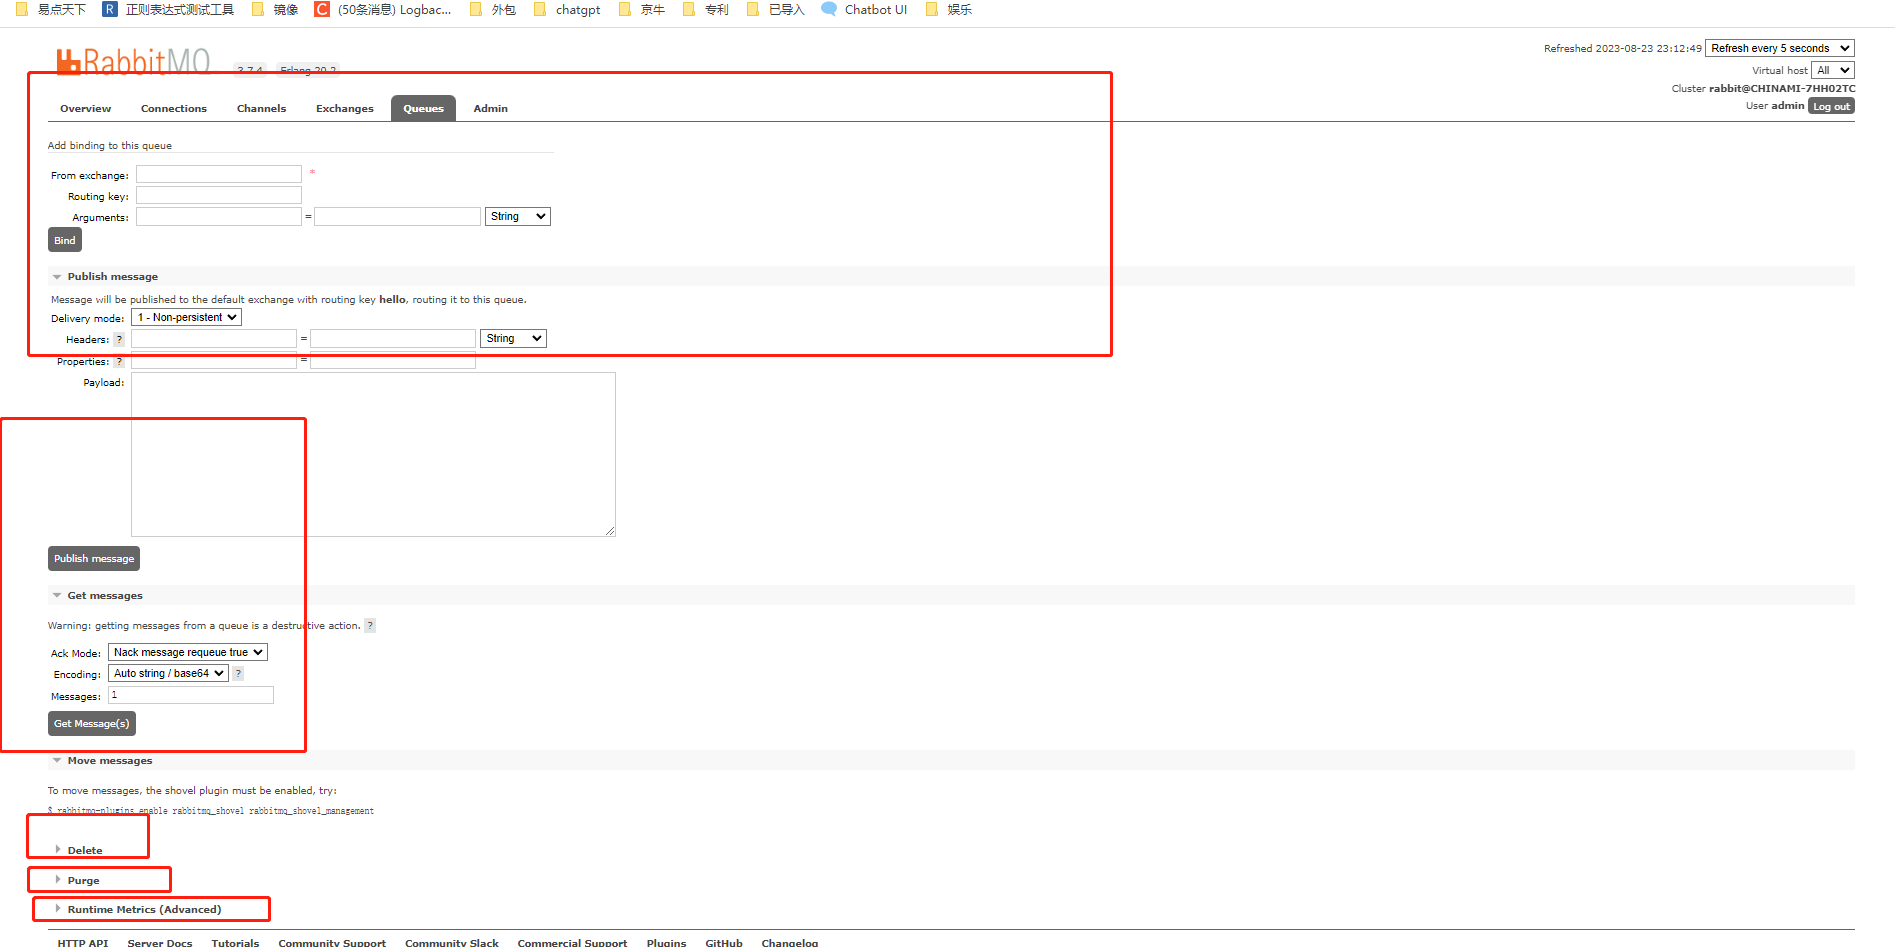 易点天下 R 正则表达式测试工具 镜像 C (50条消息) Logbac... 外包 chatgpt 京牛 专利 已导入 Chatbot UI 娱乐
RabbitMQ 3.7.4 Erlang 20.2
Refreshed 2023-08-23 23:12:49 Refresh every 5 seconds
Virtual host All
Cluster rabbit@CHINAMI-7HH02TC
User admin Log out
Overview Connections Channels Exchanges Queues Admin
Add binding to this queue
From exchange: *
Routing key:
Arguments: = String
Bind
Publish message
Message will be published to the default exchange with routing key hello, routing it to this queue.
Delivery mode: 1 - Non-persistent
Headers: ? = String
Properties: ? =
Payload:
Publish message
Get messages
Warning: getting messages from a queue is a destructive action. ?
Ack Mode: Nack message requeue true
Encoding: Auto string / base64 ?
Messages: 1
Get Message(s)
Move messages
To move messages, the shovel plugin must be enabled, try:
$ rabbitmq-plugins enable rabbitmq_shovel rabbitmq_shovel_management
Delete
Purge
Runtime Metrics (Advanced)
HTTP API Server Docs Tutorials Community Support Community Slack Commercial Support Plugins GitHub Changelog